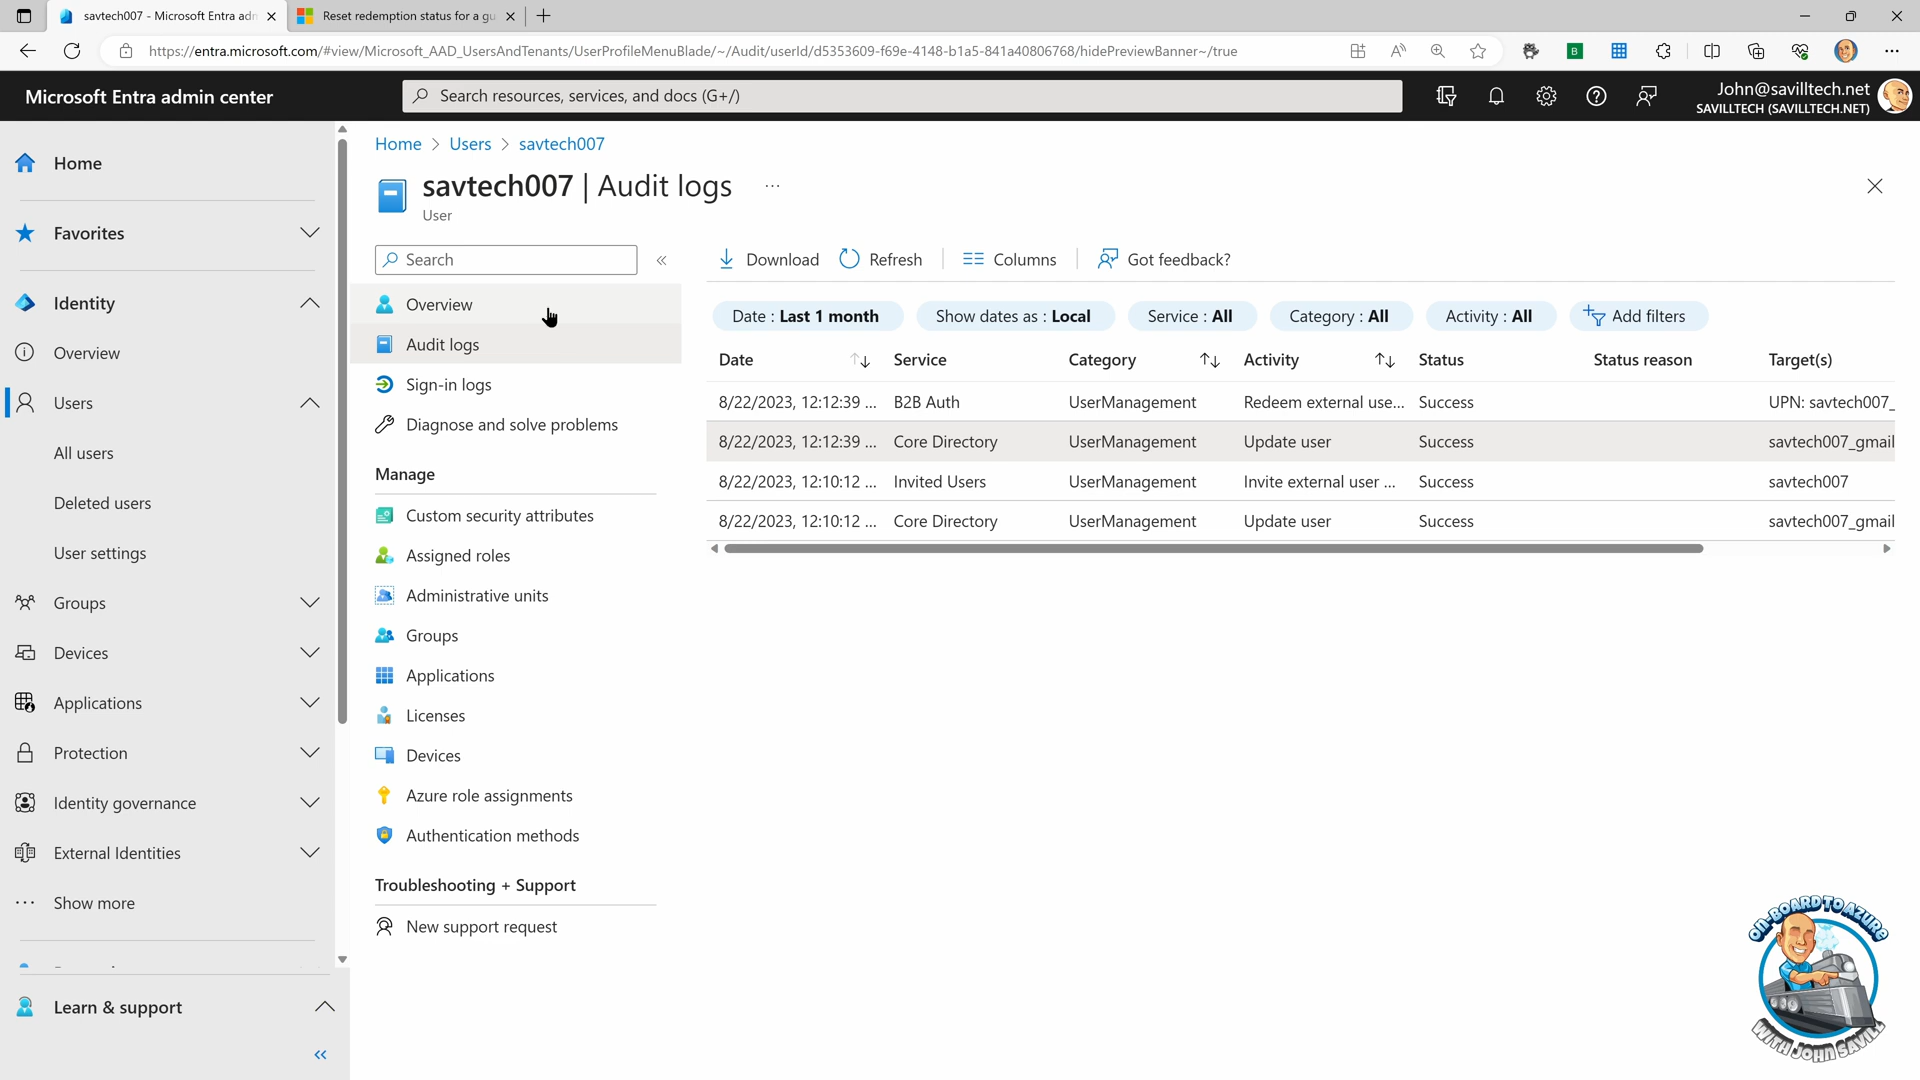 savtech007 - Microsoft Entra adn
Reset redemption status for a gu
https://entra.microsoft.com/#view/Microsoft_AAD_UsersAndTenants/UserProfileMenuBlade/~/Audit/userId/d5353609-f69e-4148-b1a5-841a40806768/hidePreviewBanner~/true
Microsoft Entra admin center
Search resources, services, and docs (G+/)
John@savilltech.net
SAVILLTECH (SAVILLTECH.NET)
Home
Favorites
Identity
Overview
Users
All users
Deleted users
User settings
Groups
Devices
Applications
Protection
Identity governance
External Identities
Show more
Learn & support
Home > Users > savtech007
savtech007 | Audit logs
User
Search
Overview
Audit logs
Sign-in logs
Diagnose and solve problems
Manage
Custom security attributes
Assigned roles
Administrative units
Groups
Applications
Licenses
Devices
Azure role assignments
Authentication methods
Troubleshooting + Support
New support request
Download Refresh Columns Got feedback?
Date : Last 1 month Show dates as : Local Service : All Category : All Activity : All Add filters
Date Service Category Activity Status Status reason Target(s)
8/22/2023, 12:12:39 ... B2B Auth UserManagement Redeem external use... Success UPN: savtech007_
8/22/2023, 12:12:39 ... Core Directory UserManagement Update user Success savtech007_gmail
8/22/2023, 12:10:12 ... Invited Users UserManagement Invite external user ... Success savtech007
8/22/2023, 12:10:12 ... Core Directory UserManagement Update user Success savtech007_gmail
ON-BOARD TO AZURE
WITH JOHN SAVILL